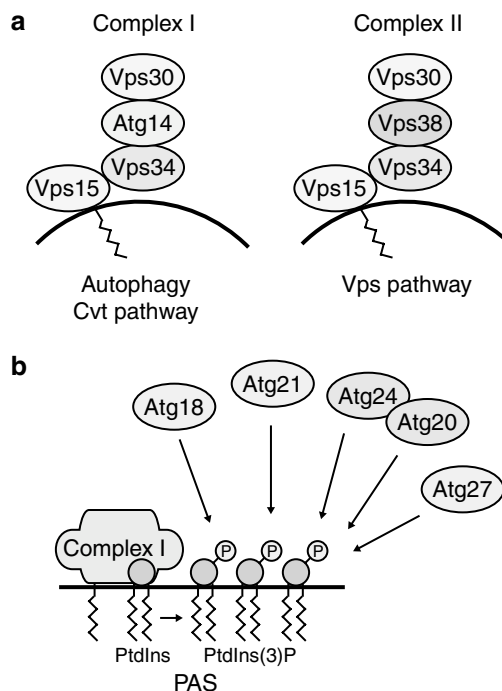 a
Complex I
Complex II
Vps30
Atg14
Vps34
Vps15
Autophagy
Cvt pathway
Vps30
Vps38
Vps34
Vps15
Vps pathway
b
Atg18
Atg21
Atg24
Atg20
Atg27
Complex I
P
P
P
PtdIns
PtdIns(3)P
PAS